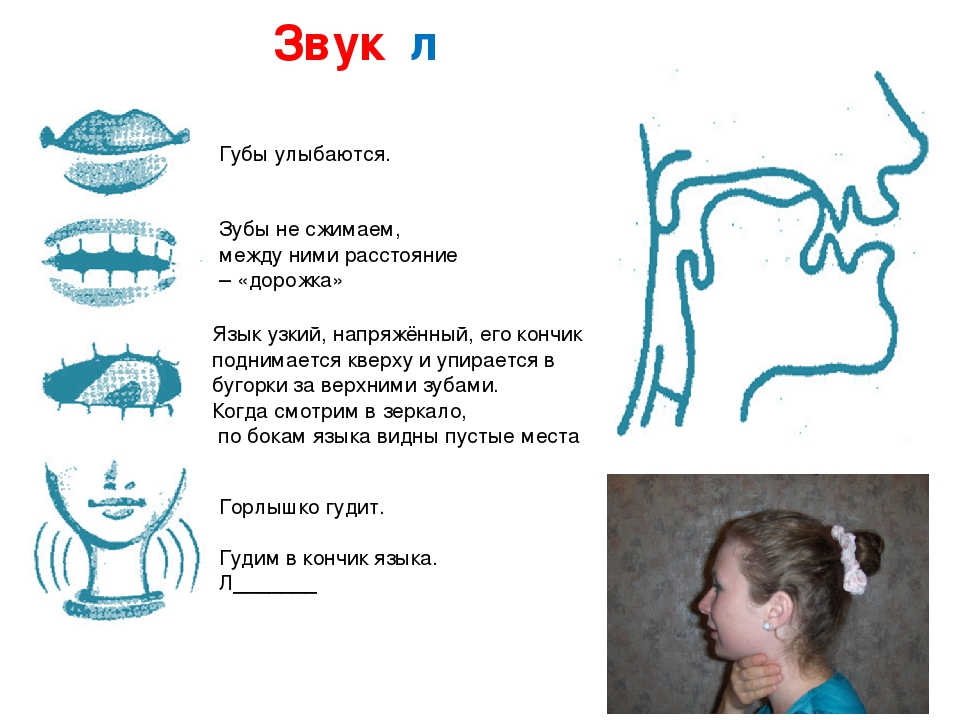 Звук л
Губы улыбаются.
Зубы не сжимаем,
между ними расстояние
– «дорожка»
Язык узкий, напряжённый, его кончик
поднимается кверху и упирается в
бугорки за верхними зубами.
Когда смотрим в зеркало,
по бокам языка видны пустые места
Горлышко гудит.
Гудим в кончик языка.
Л_______